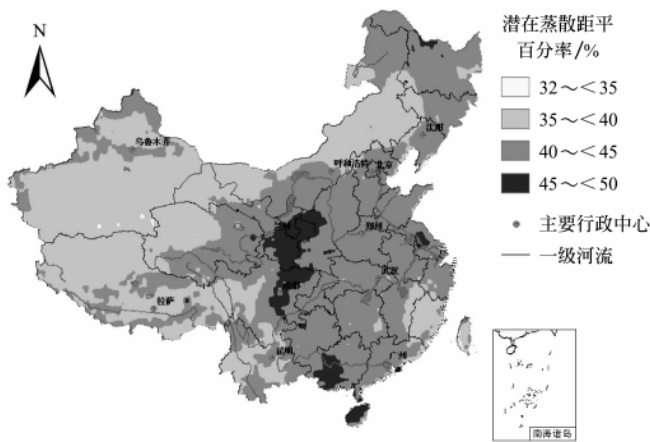 N
潜在蒸散距平
百分率/%
32～<35
35～<40
40～<45
45～<50
主要行政中心
一级河流
乌鲁木齐
沈阳
呼和浩特
北京
郑州
武汉
成都
拉萨
昆明
广州
南海诸岛